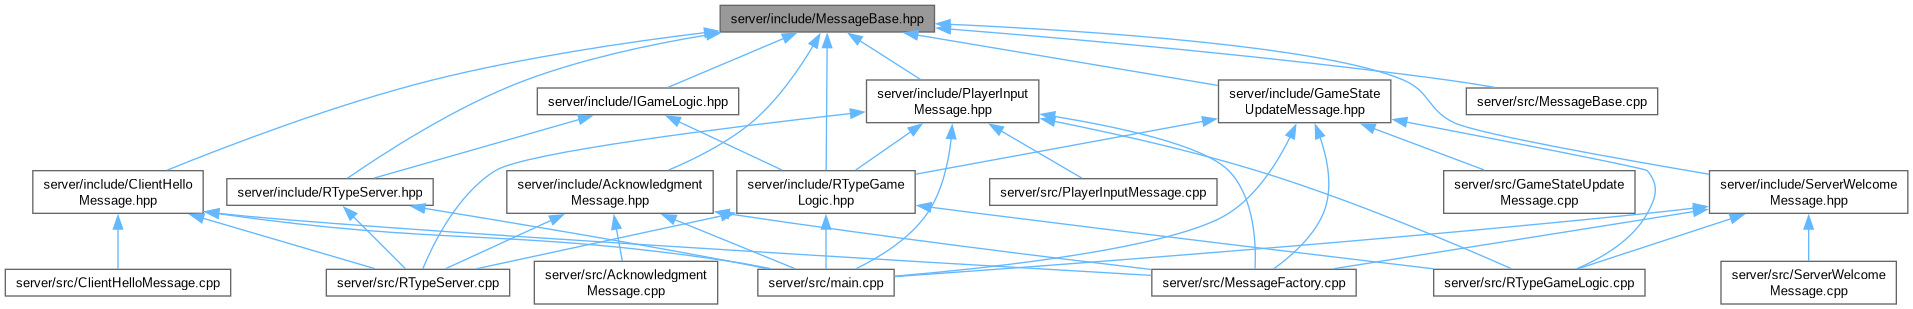 server/include/MessageBase.hpp
server/include/PlayerInput
Message.hpp
server/include/GameState
UpdateMessage.hpp
server/include/IGameLogic.hpp
server/src/MessageBase.cpp
server/include/ClientHello
Message.hpp
server/include/RTypeServer.hpp
server/include/Acknowledgment
Message.hpp
server/include/RTypeGame
Logic.hpp
server/src/PlayerInputMessage.cpp
server/src/GameStateUpdate
Message.cpp
server/include/ServerWelcome
Message.hpp
server/src/ClientHelloMessage.cpp
server/src/RTypeServer.cpp
server/src/Acknowledgment
Message.cpp
server/src/main.cpp
server/src/MessageFactory.cpp
server/src/RTypeGameLogic.cpp
server/src/ServerWelcome
Message.cpp